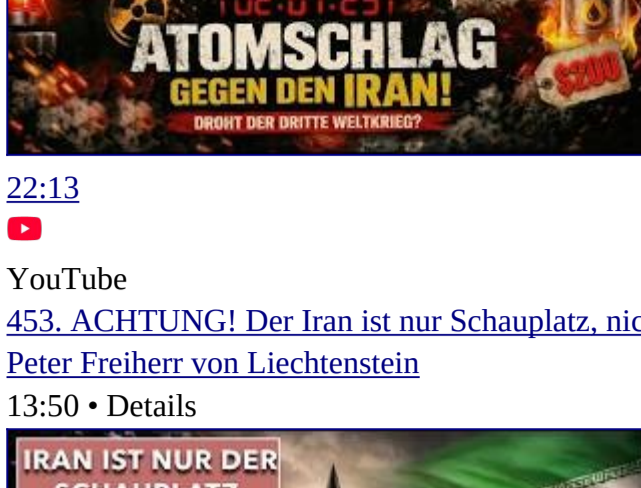 ATOMSCHLAG
GEGEN DEN IRAN!
DROHT DER DRITTE WELTKRIEG?
$200
22:13
YouTube
453. ACHTUNG! Der Iran ist nur Schauplatz, nic
Peter Freiherr von Liechtenstein
13:50 • Details
IRAN IST NUR DER
SCHAUPLATZ